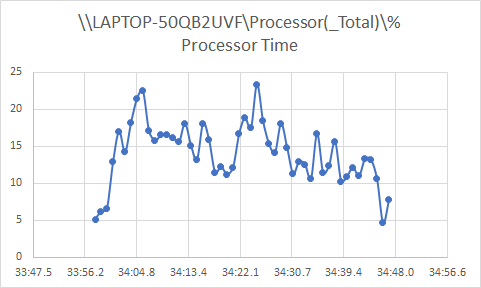 \\LAPTOP-50QB2UVF\Processor(_Total)\%
Processor Time
25
20
15
10
5
0
33:47.5 33:56.2 34:04.8 34:13.4 34:22.1 34:30.7 34:39.4 34:48.0 34:56.6